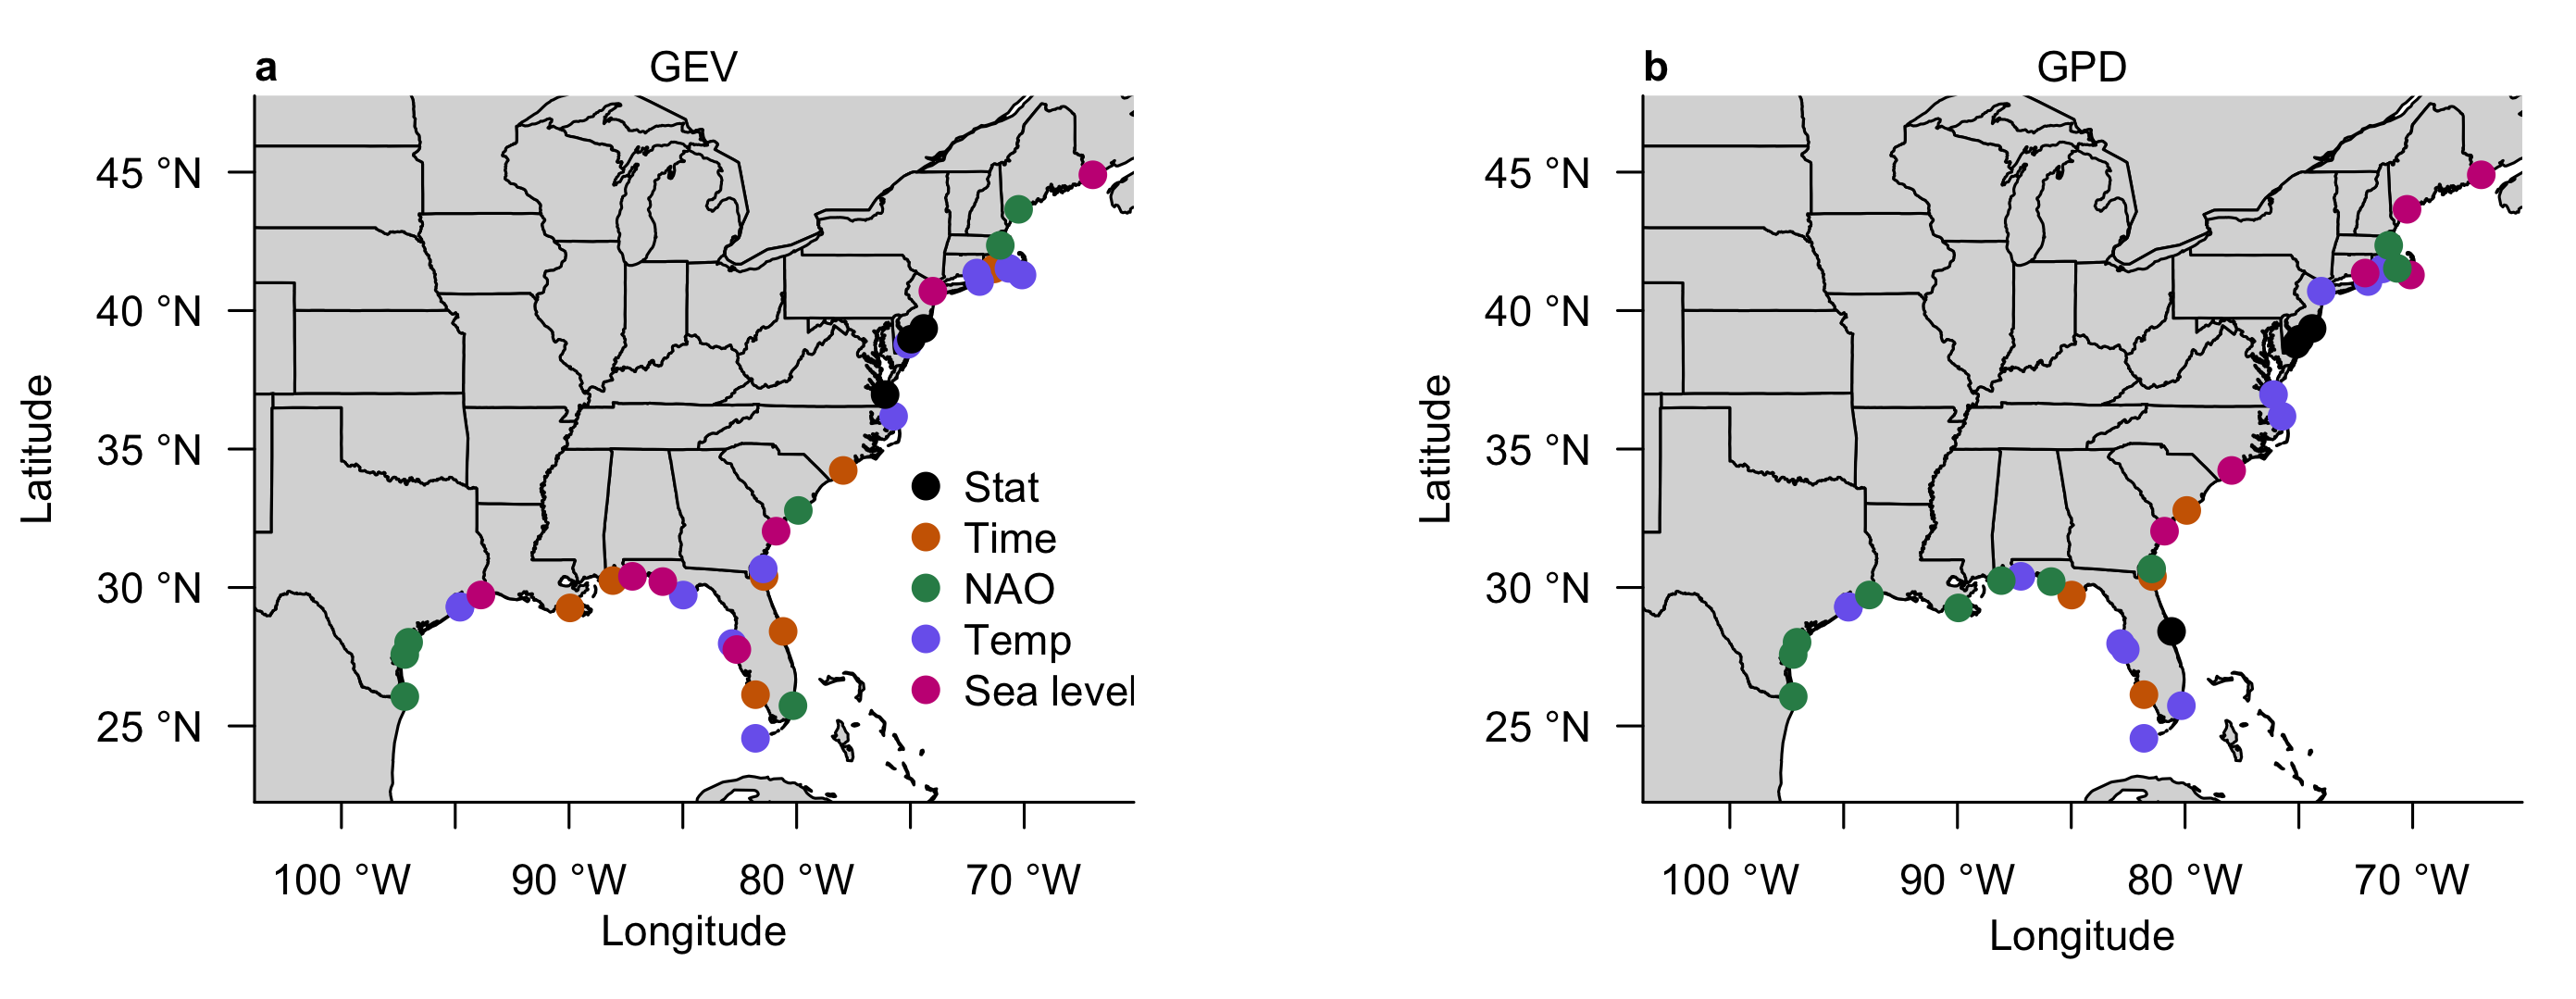 a
GEV
45 °N
40 °N
35 °N
30 °N
25 °N
Latitude
Stat
Time
NAO
Temp
Sea level
100 °W
90 °W
80 °W
70 °W
Longitude
b
GPD
45 °N
40 °N
35 °N
30 °N
25 °N
Latitude
100 °W
90 °W
80 °W
70 °W
Longitude